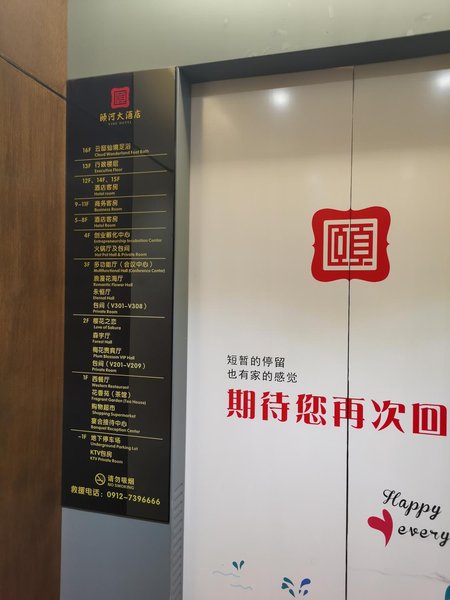 頤
颐河大酒店
YIHE HOTEL
16F 云邸仙境足浴
Cloud Wonderland Foot Bath
13F 行政楼层
Executive Floor
12F、14F、15F
酒店客房
Hotel room
9-11F 商务客房
Business Room
5-8F 酒店客房
Hotel Room
4F 创业孵化中心
Entrepreneurship Incubation Center
火锅厅及包间
Hot Pot Hall & Private Room
3F 多功能厅（会议中心）
Multifunctional Hall (Conference Center)
浪漫花海厅
Romantic Flower Hall
永恒厅
Eternal Hall
包间（V301-V308）
Private Room
2F 樱花之恋
Love of Sakura
森宇厅
Forest Hall
梅花贵宾厅
Plum Blossom VIP Hall
包间（V201-V209）
Private Room
1F 西餐厅
Western Restaurant
花香苑（茶馆）
Fragrant Garden (Tea House)
购物超市
Shopping Supermarket
宴会接待中心
Banquet Reception Center
-1F 地下停车场
Underground Parking Lot
KTV包房
KTV Private Room
请勿吸烟
NO SMOKING
救援电话：0912-7396666
頤
短暂的停留
也有家的感觉
期待您再次回
Happy
every